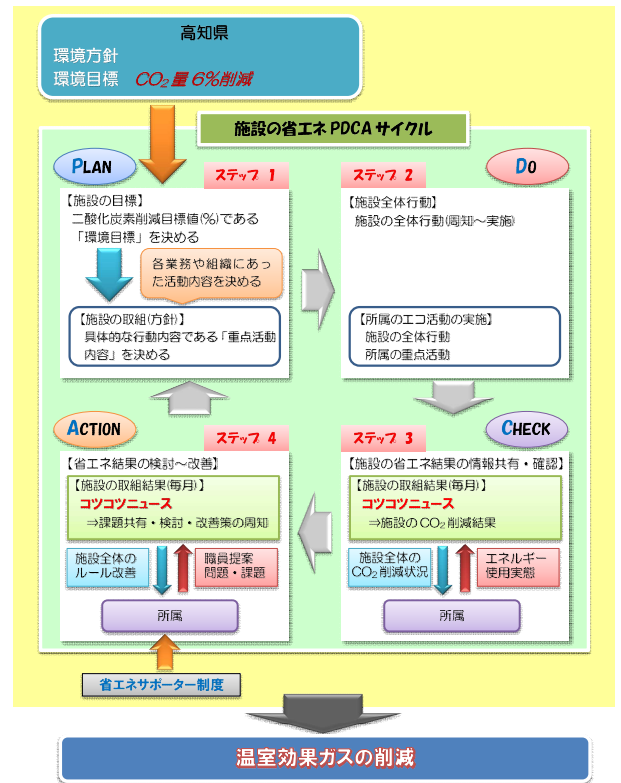 高知県
環境方針
環境目標 CO₂量6%削減
施設の省エネPDCAサイクル
PLAN
ステップ 1
【施設の目標】
二酸化炭素削減目標値(%)である
「環境目標」を決める
各業務や組織にあっ
た活動内容を決める
【施設の取組(方針)】
具体的な行動内容である「重点活動
内容」を決める
ステップ 2
DO
【施設全体行動】
施設の全体行動(周知～実施)
【所属のエコ活動の実施】
施設の全体行動
所属の重点活動
ACTION
ステップ 4
【省エネ結果の検討～改善】
【施設の取組結果(毎月)】
コツコツニュース
⇒課題共有・検討・改善策の周知
施設全体の
ルール改善
職員提案
問題・課題
所属
ステップ 3
CHECK
【施設の省エネ結果の情報共有・確認】
【施設の取組結果(毎月)】
コツコツニュース
⇒施設のCO₂削減結果
施設全体の
CO₂削減状況
エネルギー
使用実態
所属
省エネサポーター制度
温室効果ガスの削減